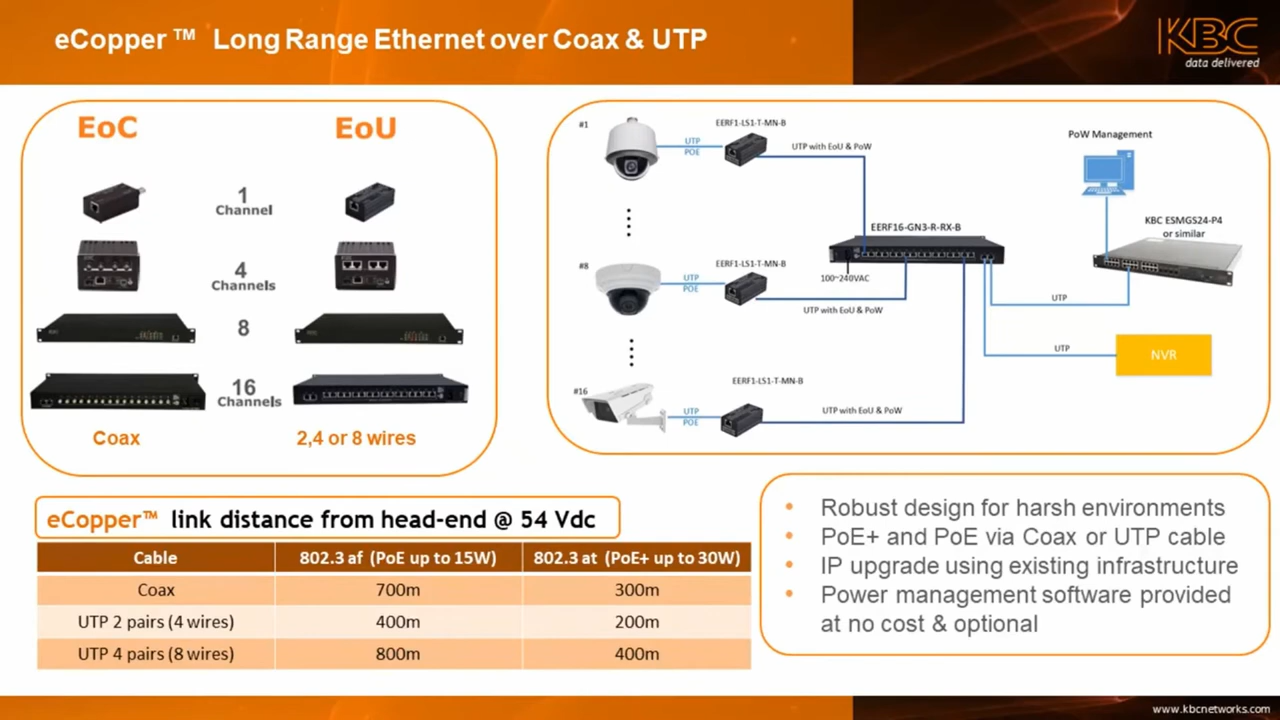 eCopper ™ Long Range Ethernet over Coax & UTP
KBC
data delivered
EoC
EoU
1
Channel
4
Channels
8
16
Channels
Coax
2,4 or 8 wires
#1
UTP
POE
EERF1-LS1-T-MN-B
UTP with EoU & PoW
#8
UTP
POE
EERF1-LS1-T-MN-B
UTP with EoU & PoW
#16
UTP
POE
EERF1-LS1-T-MN-B
UTP with EoU & PoW
EERF16-GN3-R-RX-B
100~240VAC
PoW Management
KBC ESMGS24-P4
or similar
UTP
UTP
NVR
eCopper™ link distance from head-end @ 54 Vdc
Cable 802.3 af (PoE up to 15W) 802.3 at (PoE+ up to 30W)
Coax 700m 300m
UTP 2 pairs (4 wires) 400m 200m
UTP 4 pairs (8 wires) 800m 400m
• Robust design for harsh environments
• PoE+ and PoE via Coax or UTP cable
• IP upgrade using existing infrastructure
• Power management software provided
at no cost & optional
www.kbcnetworks.com